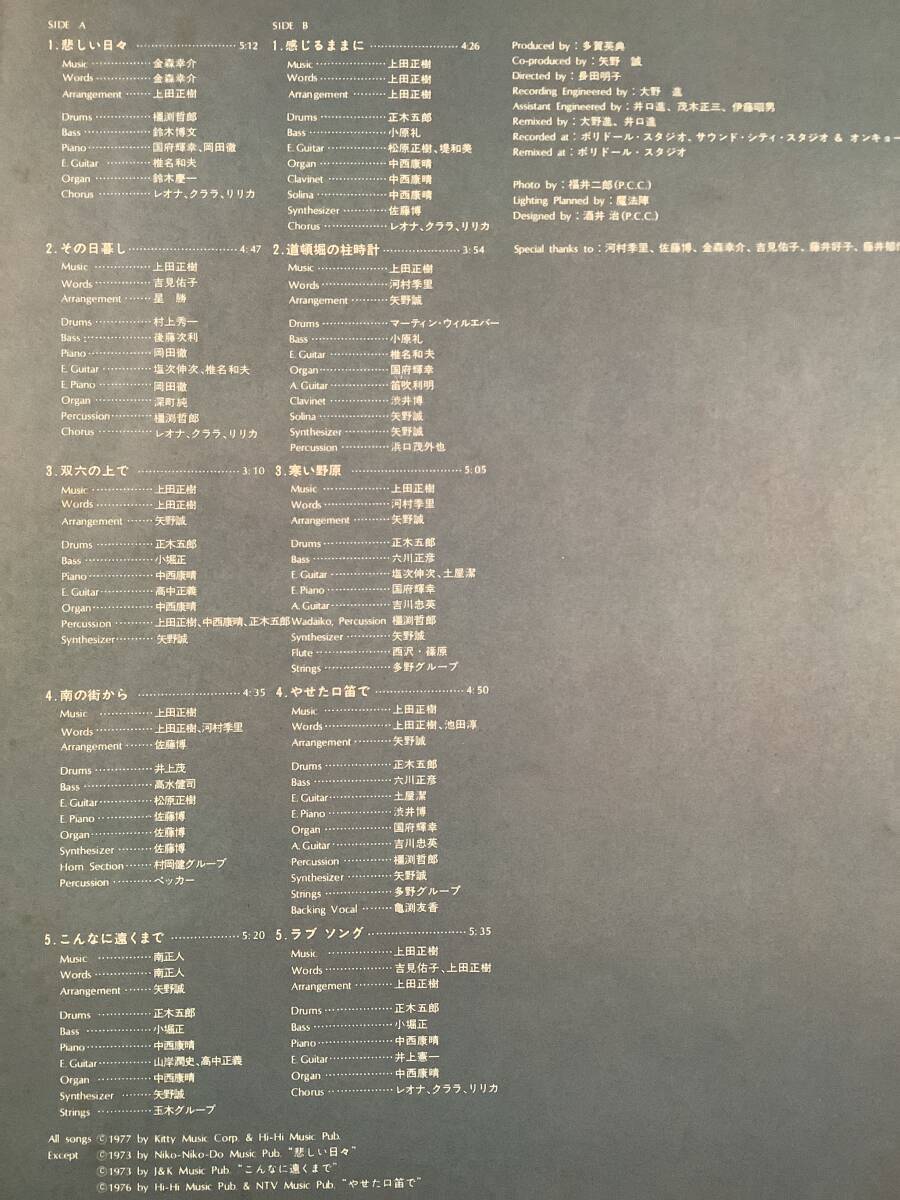 SIDE A
1.悲しい日々 5:12
Music 金森幸介
Words 金森幸介
Arrangement 上田正樹
Drums 橿渕哲郎
Bass 鈴木博文
Piano 国府輝幸、岡田徹
E. Guitar 椎名和夫
Organ 鈴木慶一
Chorus レオナ、クララ、リリカ
2.その日暮し 4:47
Music 上田正樹
Words 吉見佑子
Arrangement 星 勝
Drums 村上秀一
Bass 後藤次利
Piano 岡田徹
E. Guitar 塩次伸次、椎名和夫
E. Piano 岡田徹
Organ 深町純
Percussion 橿渕哲郎
Chorus レオナ、クララ、リリカ
3.双六の上で 3:10
Music 上田正樹
Words 上田正樹
Arrangement 矢野誠
Drums 正木五郎
Bass 小堀正
Piano 中西康晴
E. Guitar 高中正義
Organ 中西康晴
Percussion 上田正樹、中西康晴、正木五郎
Synthesizer 矢野誠
4.南の街から 4:35
Music 上田正樹
Words 上田正樹、河村季里
Arrangement 佐藤博
Drums 井上茂
Bass 高水健司
E. Guitar 松原正樹
E. Piano 佐藤博
Organ 佐藤博
Synthesizer 佐藤博
Horn Section 村岡健グループ
Percussion ペッカー
5.こんなに遠くまで 5:20
Music 南正人
Words 南正人
Arrangement 矢野誠
Drums 正木五郎
Bass 小堀正
Piano 中西康晴
E. Guitar 山岸潤史、高中正義
Organ 中西康晴
Synthesizer 矢野誠
Strings 玉木グループ
SIDE B
1.感じるままに 4:26
Music 上田正樹
Words 上田正樹
Arrangement 上田正樹
Drums 正木五郎
Bass 小原礼
E. Guitar 松原正樹、堤和美
Organ 中西康晴
Clavinet 中西康晴
Solina 中西康晴
Synthesizer 佐藤博
Chorus レオナ、クララ、リリカ
2.道頓堀の柱時計 3:54
Music 上田正樹
Words 河村季里
Arrangement 矢野誠
Drums マーティン・ウィルエバー
Bass 小原礼
E. Guitar 椎名和夫
Organ 国府輝幸
A. Guitar 笛吹利明
Clavinet 渋井博
Solina 矢野誠
Synthesizer 矢野誠
Percussion 浜口茂外也
3.寒い野原 5:05
Music 上田正樹
Words 河村季里
Arrangement 矢野誠
Drums 正木五郎
Bass 六川正彦
E. Guitar 塩次伸次、土屋潔
E. Piano 国府輝幸
A. Guitar 吉川忠英
Wadaiko, Percussion 橿渕哲郎
Synthesizer 矢野誠
Flute 西沢・篠原
Strings 多野グループ
4.やせた口笛で 4:50
Music 上田正樹
Words 上田正樹、池田淳
Arrangement 矢野誠
Drums 正木五郎
Bass 六川正彦
E. Guitar 土屋潔
E. Piano 渋井博
Organ 国府輝幸
A. Guitar 吉川忠英
Percussion 橿渕哲郎
Synthesizer 矢野誠
Strings 多野グループ
Backing Vocal 亀渕友香
5.ラブ ソング 5:35
Music 上田正樹
Words 吉見佑子、上田正樹
Arrangement 上田正樹
Drums 正木五郎
Bass 小堀正
Piano 中西康晴
E. Guitar 井上憲一
Organ 中西康晴
Chorus レオナ、クララ、リリカ
Produced by : 多賀英典
Co-produced by : 矢野 誠
Directed by : 長田明子
Recording Engineered by : 大野 進
Assistant Engineered by : 井口進、茂木正三、伊藤昭男
Remixed by : 大野進、井口進
Recorded at : ポリドール・スタジオ、サウンド・シティ・スタジオ & オンキョー
Remixed at : ポリドール・スタジオ
Photo by : 福井二郎(P.C.C.)
Lighting Planned by : 魔法陣
Designed by : 酒井 治(P.C.C.)
Special thanks to : 河村季里、佐藤博、金森幸介、吉見佑子、藤井好子、藤井郁
All songs ©1977 by Kitty Music Corp. & Hi-Hi Music Pub.
Except ©1973 by Niko-Niko-Do Music Pub. "悲しい日々"
©1973 by J&K Music Pub. "こんなに遠くまで"
©1976 by Hi-Hi Music Pub. & NTV Music Pub. "やせた口笛で"